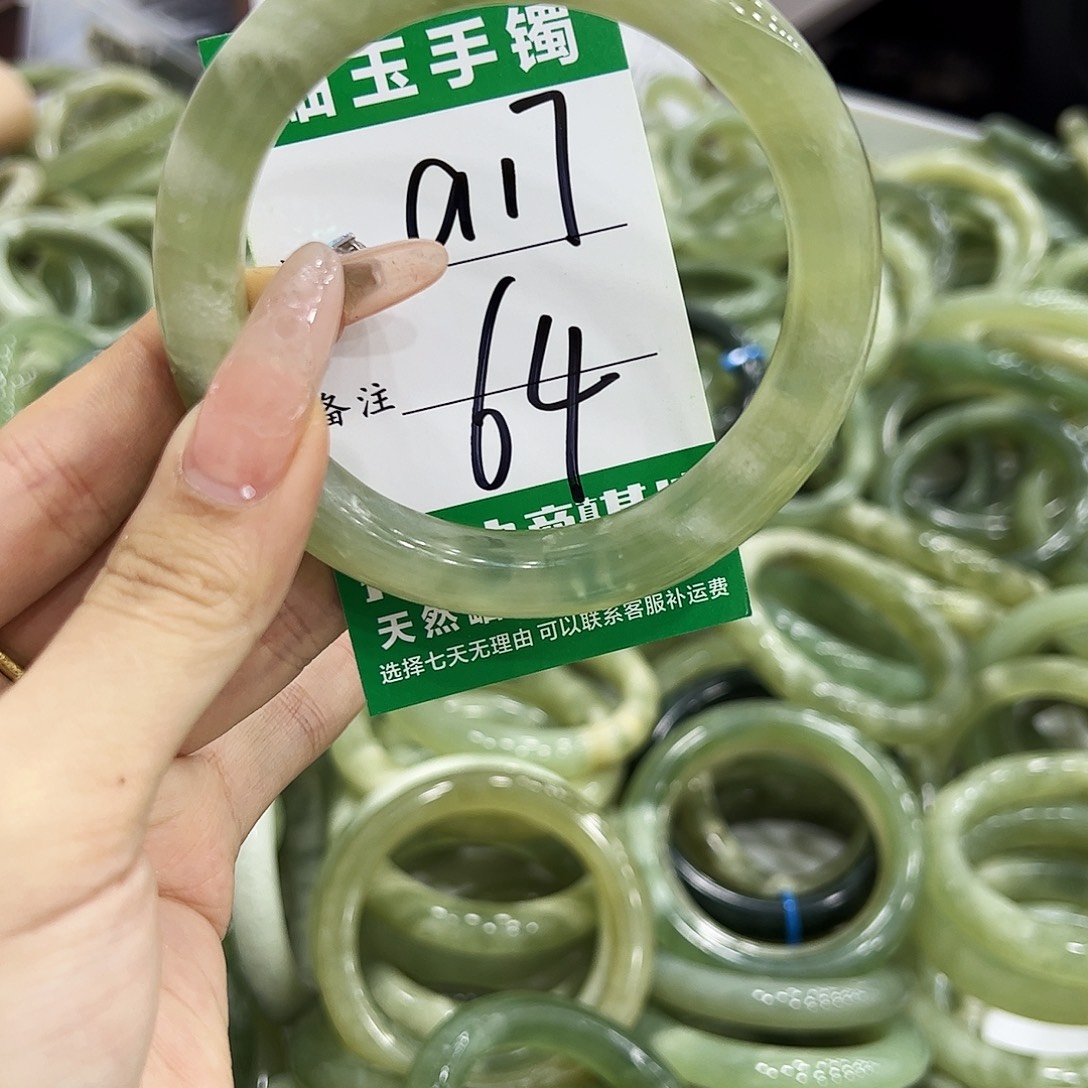 玉手镯
a17
备注 64
天然
选择七天无理由 可以联系客服补运费